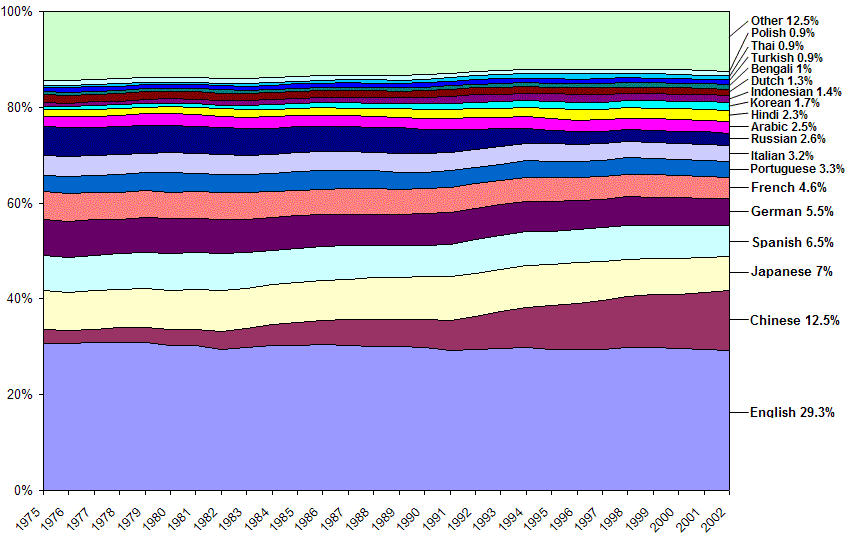 100%
80%
60%
40%
20%
0%
Other 12.5%
Polish 0.9%
Thai 0.9%
Turkish 0.9%
Bengali 1%
Dutch 1.3%
Indonesian 1.4%
Korean 1.7%
Hindi 2.3%
Arabic 2.5%
Russian 2.6%
Italian 3.2%
Portuguese 3.3%
French 4.6%
German 5.5%
Spanish 6.5%
Japanese 7%
Chinese 12.5%
English 29.3%
1975
1976
1977
1978
1979
1980
1981
1982
1983
1984
1985
1986
1987
1988
1989
1990
1991
1992
1993
1994
1995
1996
1997
1998
1999
2000
2001
2002